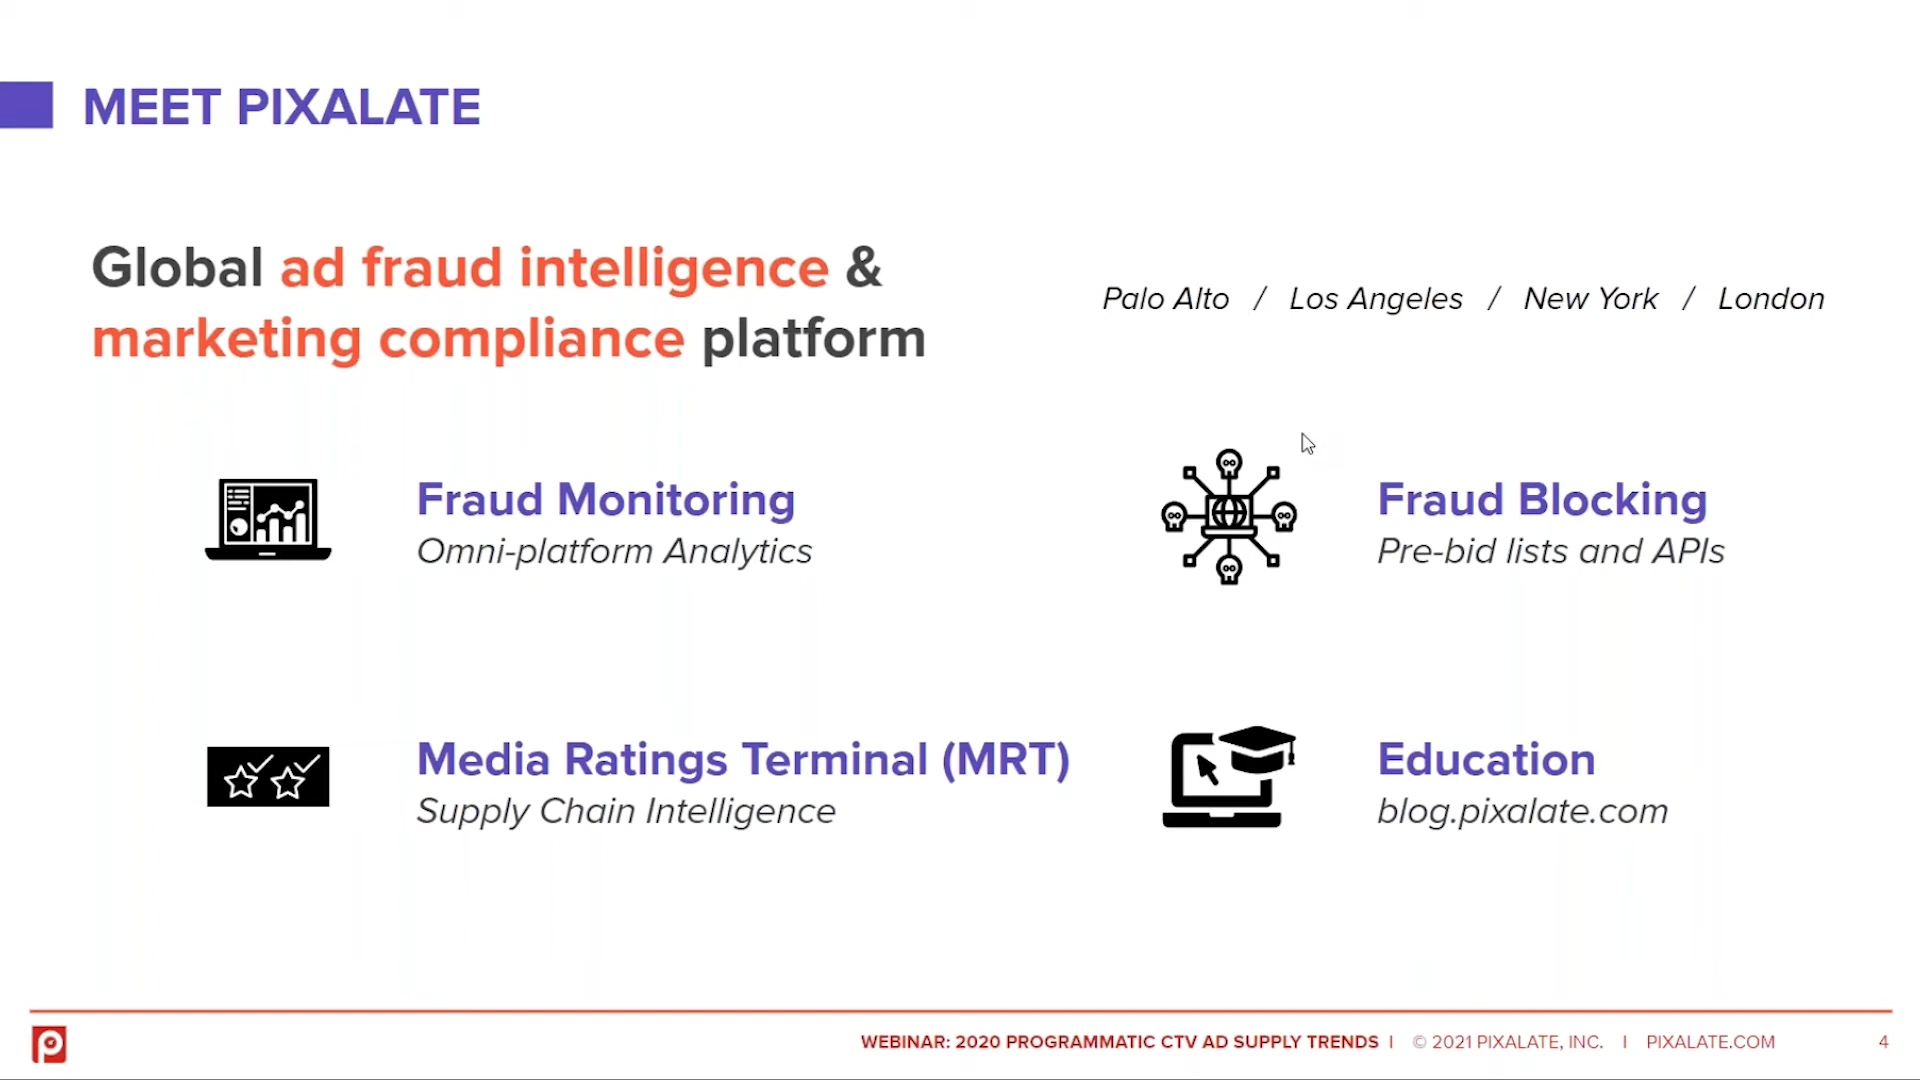 MEET PIXALATE
Global ad fraud intelligence &
marketing compliance platform
Palo Alto / Los Angeles / New York / London
Fraud Monitoring
Omni-platform Analytics
Fraud Blocking
Pre-bid lists and APIs
Media Ratings Terminal (MRT)
Supply Chain Intelligence
Education
blog.pixalate.com
WEBINAR: 2020 PROGRAMMATIC CTV AD SUPPLY TRENDS I © 2021 PIXALATE, INC. I PIXALATE.COM 4